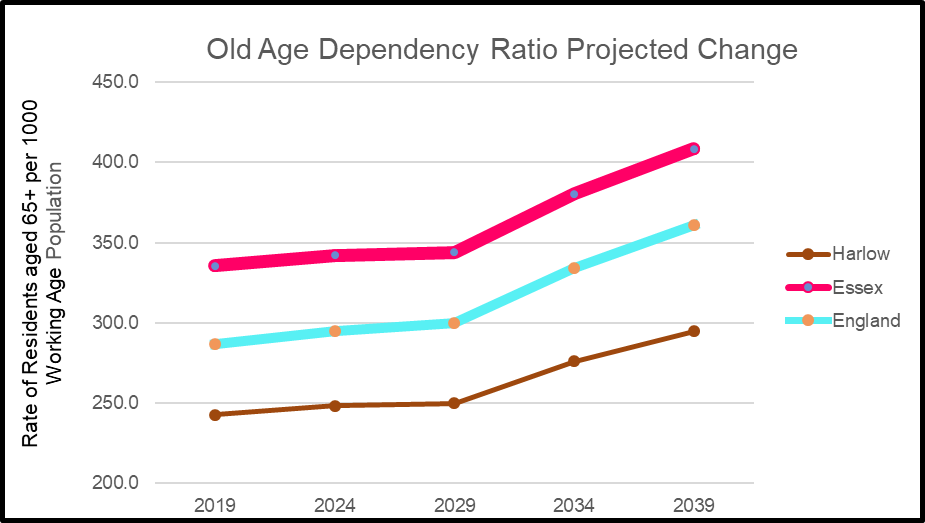 Old Age Dependency Ratio Projected Change
Rate of Residents aged 65+ per 1000
Working Age Population
450.0
400.0
350.0
300.0
250.0
200.0
2019 2024 2029 2034 2039
Harlow
Essex
England